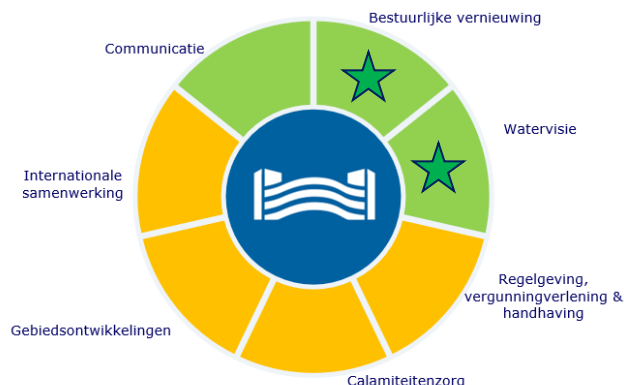 Bestuurlijke vernieuwing
Communicatie
Watervisie
Internationale
samenwerking
Regelgeving,
vergunningverlening &
handhaving
Gebiedsontwikkelingen
Calamiteitenzorg